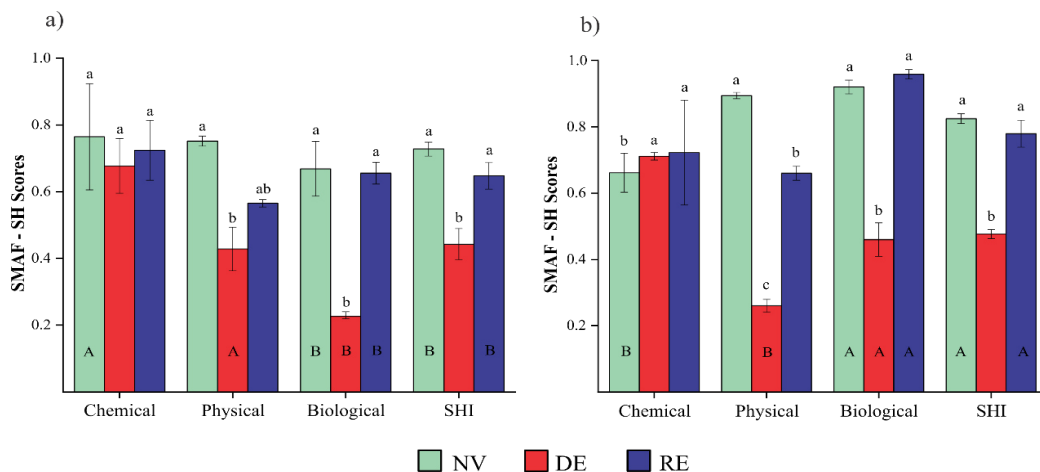 a)
SMAF - SH Scores
1.0
0.8
0.6
0.4
0.2
a
a
a
a
b
ab
a
b
a
a
b
a
A
A
B
B
B
B
B
Chemical
Physical
Biological
SHI
b)
SMAF - SH Scores
1.0
0.8
0.6
0.4
0.2
b
a
a
a
c
b
a
b
a
a
b
a
B
B
A
A
A
A
A
Chemical
Physical
Biological
SHI
NV
DE
RE